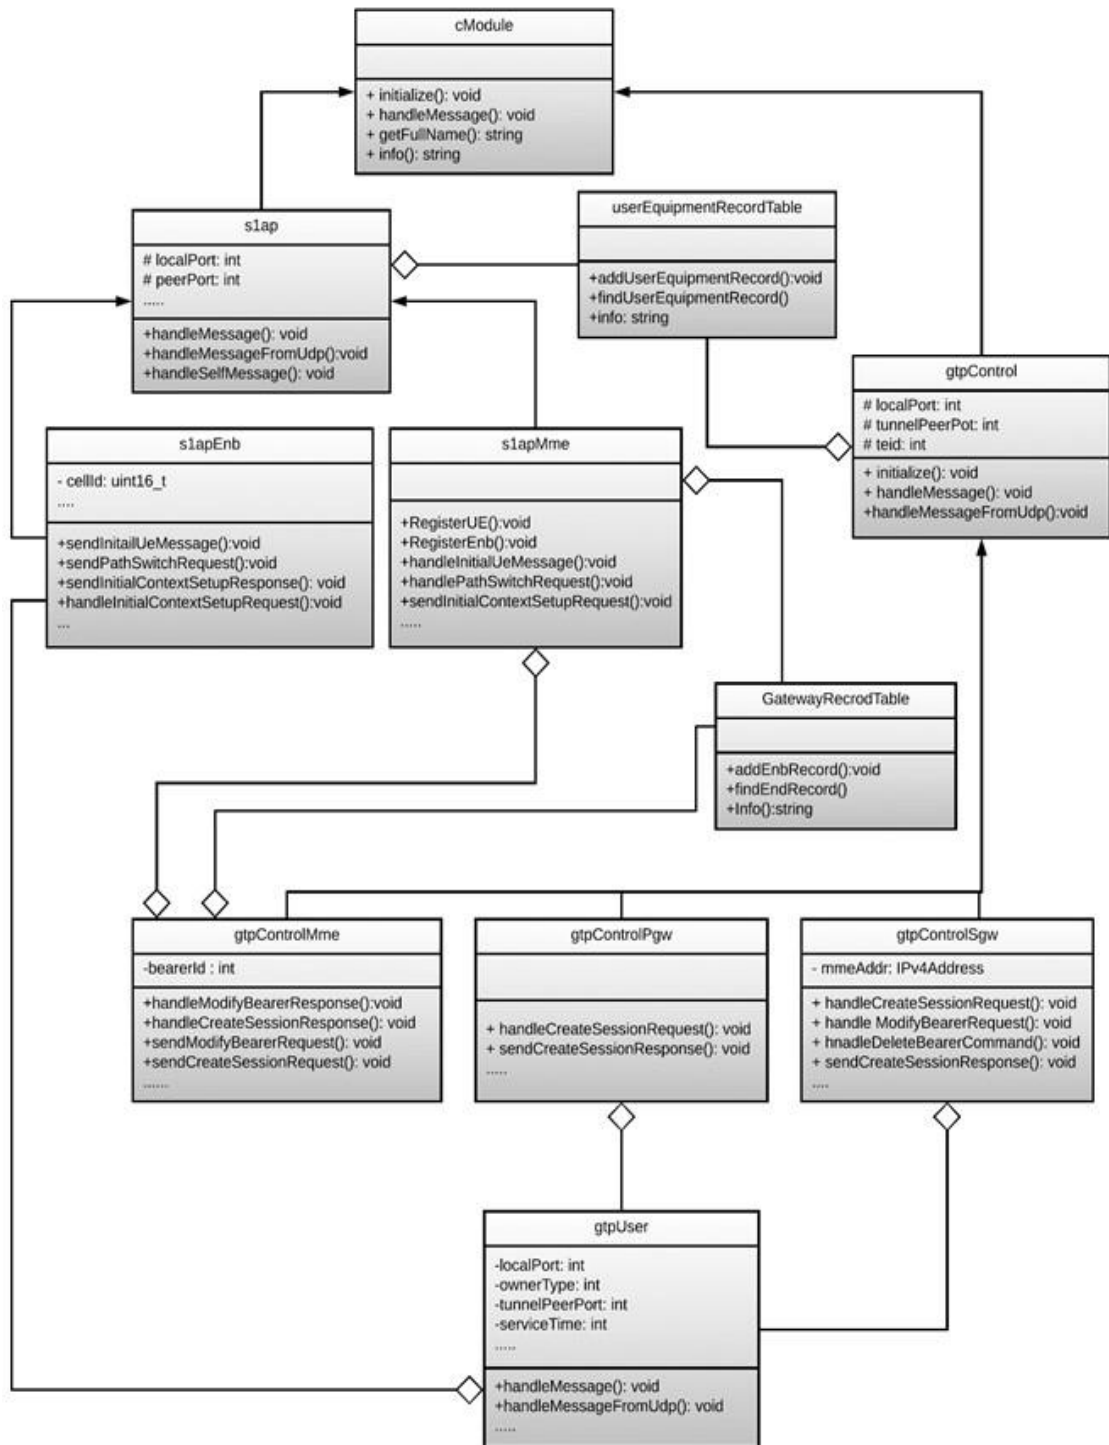 cModule
+ initialize(): void
+ handleMessage(): void
+ getFullName(): string
+ info(): string
userEquipmentRecordTable
+addUserEquipmentRecord():void
+findUserEquipmentRecord()
+info: string
s1ap
# localPort: int
# peerPort: int
.....
+handleMessage(): void
+handleMessageFromUdp():void
+handleSelfMessage(): void
gtpControl
# localPort: int
# tunnelPeerPot: int
# teid: int
+ initialize(): void
+ handleMessage(): void
+handleMessageFromUdp():void
s1apEnb
- cellId: uint16_t
....
+sendInitailUeMessage():void
+sendPathSwitchRequest():void
+sendInitialContextSetupResponse(): void
+handleInitialContextSetupRequest():void
...
s1apMme
+RegisterUE():void
+RegisterEnb():void
+handleInitialUeMessage():void
+handlePathSwitchRequest():void
+sendInitialContextSetupRequest():void
.....
GatewayRecrodTable
+addEnbRecord():void
+findEndRecord()
+Info():string
gtpControlMme
-bearerId : int
+handleModifyBearerResponse():void
+handleCreateSessionResponse(): void
+sendModifyBearerRequest(): void
+sendCreateSessionRequest(): void
......
gtpControlPgw
+ handleCreateSessionRequest(): void
+ sendCreateSessionResponse(): void
.....
gtpControlSgw
- mmeAddr: IPv4Address
+ handleCreateSessionRequest(): void
+ handle ModifyBearerRequest(): void
+ hnadleDeleteBearerCommand(): void
+ sendCreateSessionResponse(): void
....
gtpUser
-localPort: int
-ownerType: int
-tunnelPeerPort: int
-serviceTime: int
.....
+handleMessage(): void
+handleMessageFromUdp(): void
.....